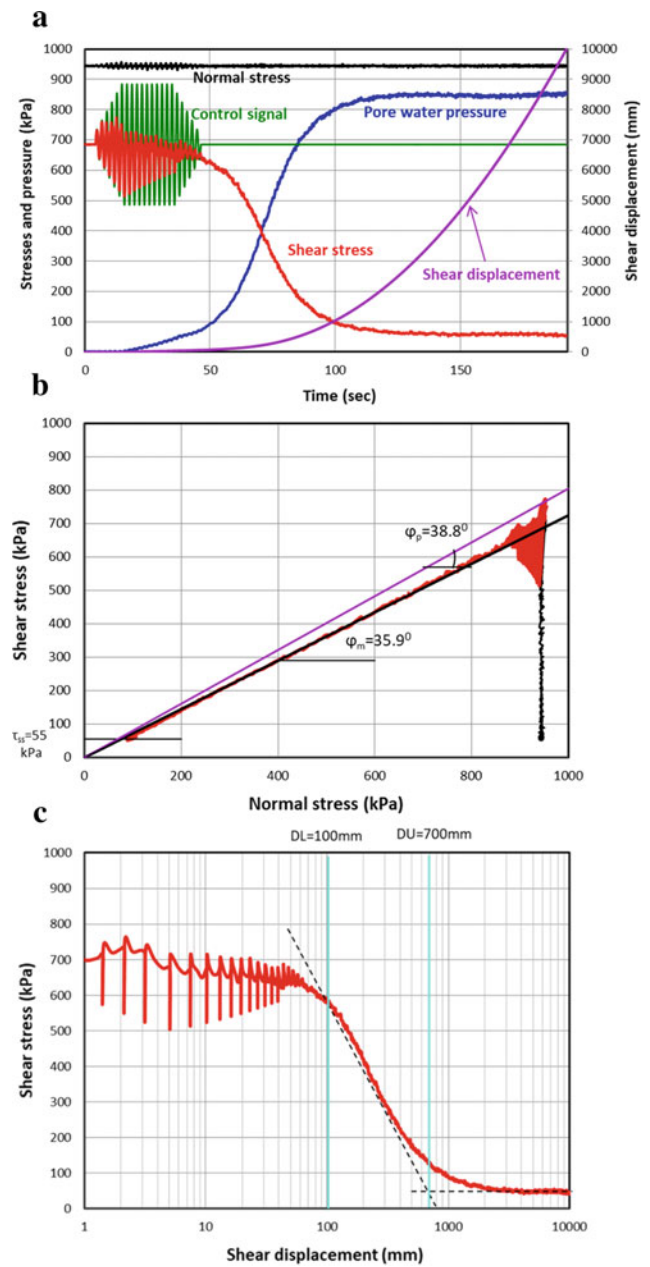 a
1000
900
800
700
600
500
400
300
200
100
0
Stresses and pressure (kPa)
10000
9000
8000
7000
6000
5000
4000
3000
2000
1000
0
Shear displacement (mm)
Normal stress
Control signal
Pore water pressure
Shear stress
Shear displacement
0 50 100 150
Time (sec)
b
1000
900
800
700
600
500
400
300
200
100
0
Shear stress (kPa)
φp=38.8⁰
φm=35.9⁰
τss=55
kPa
0 200 400 600 800 1000
Normal stress (kPa)
c
DL=100mm DU=700mm
1000
900
800
700
600
500
400
300
200
100
0
Shear stress (kPa)
1 10 100 1000 10000
Shear displacement (mm)